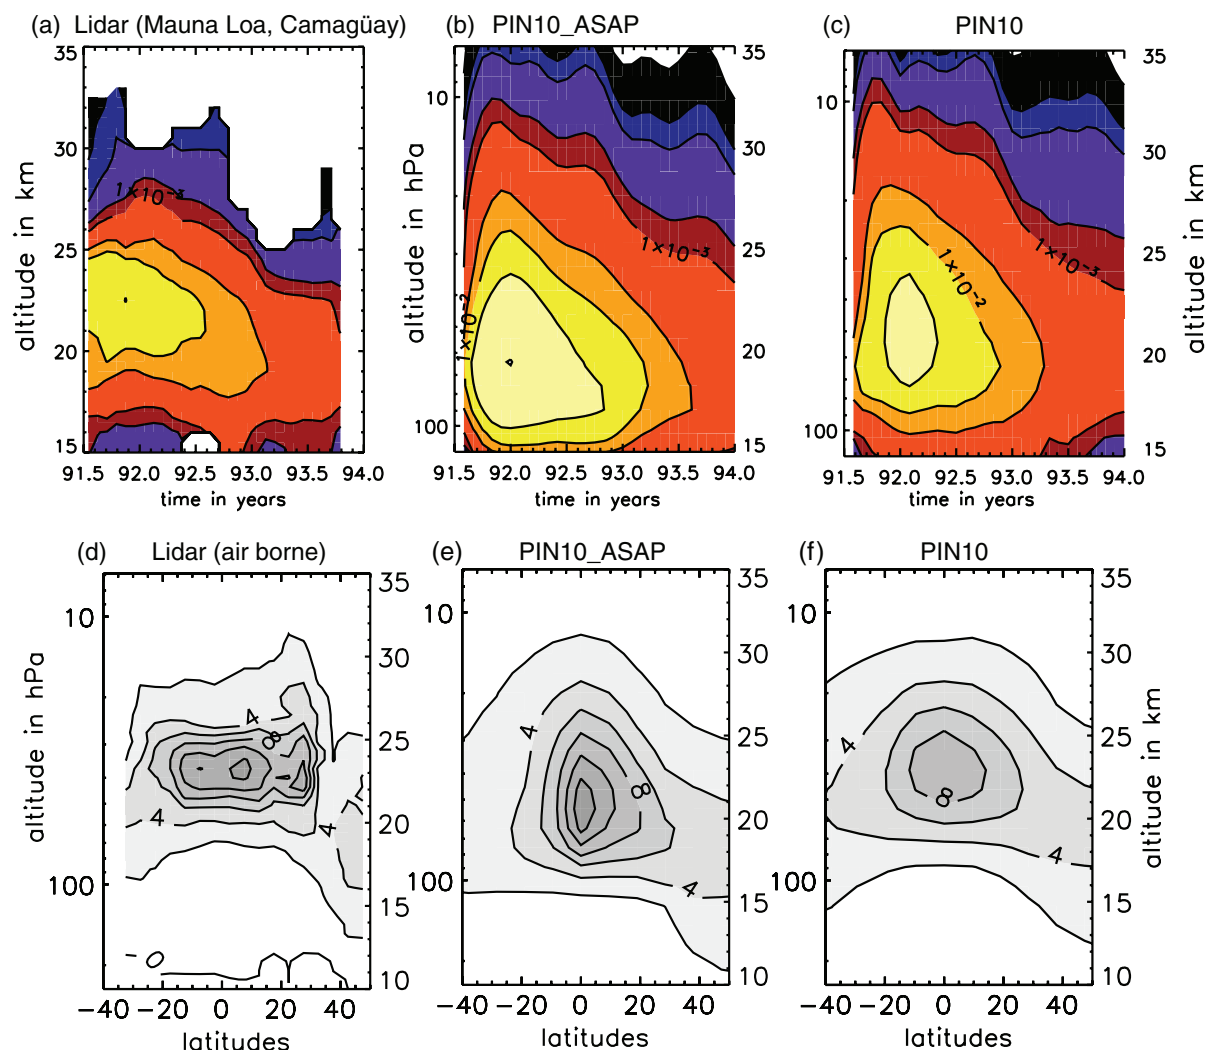 (a) Lidar (Mauna Loa, Camagüay)
(b) PIN10_ASAP
(c) PIN10
35
30
25
20
15
altitude in km
1×10⁻³
91.5 92.0 92.5 93.0 93.5 94.0
time in years
10
100
altitude in hPa
1×10⁻²
1×10⁻³
35
30
25
20
15
91.5 92.0 92.5 93.0 93.5 94.0
time in years
10
100
1×10⁻²
1×10⁻³
35
30
25
20
15
altitude in km
91.5 92.0 92.5 93.0 93.5 94.0
time in years
(d) Lidar (air borne)
(e) PIN10_ASAP
(f) PIN10
10
100
altitude in hPa
4
8
4
4
0
35
30
25
20
15
10
−40 −20 0 20 40
latitudes
10
100
4
8
4
35
30
25
20
15
10
−40 −20 0 20 40
latitudes
10
100
4
8
4
35
30
25
20
15
10
altitude in km
−40 −20 0 20 40
latitudes